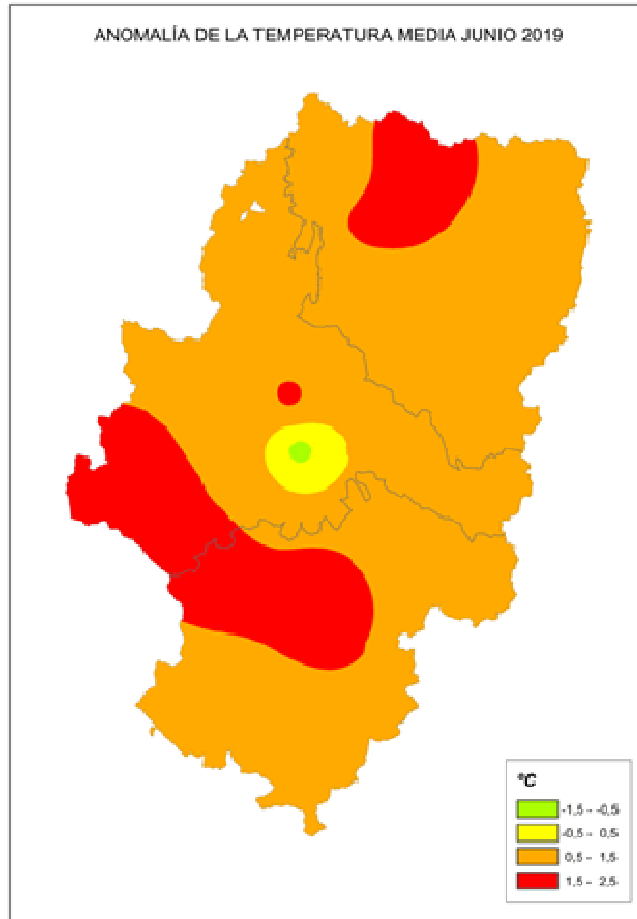 ANOMALÍA DE LA TEMPERATURA MEDIA JUNIO 2019
°C
-1,5 – -0,5
-0,5 – 0,5
0,5 – 1,5
1,5 – 2,5